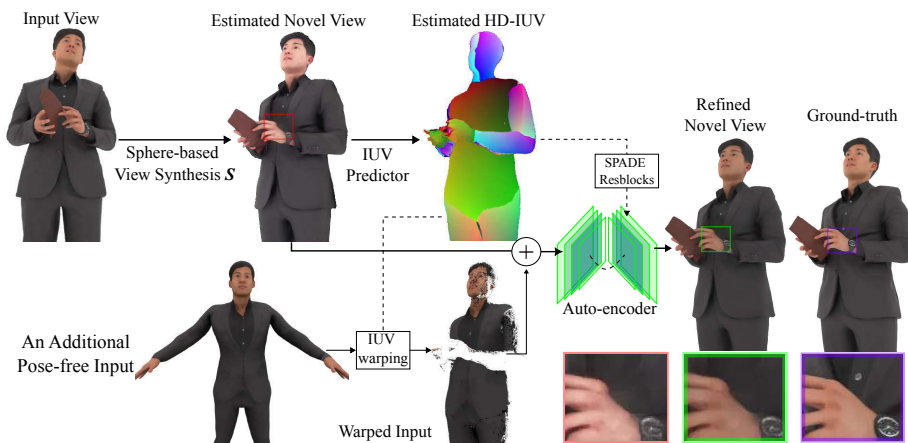 Input View
Estimated Novel View
Estimated HD-IUV
Sphere-based
View Synthesis S
IUV
Predictor
SPADE
Resblocks
Refined
Novel View
Ground-truth
Auto-encoder
An Additional
Pose-free Input
IUV
warping
Warped Input